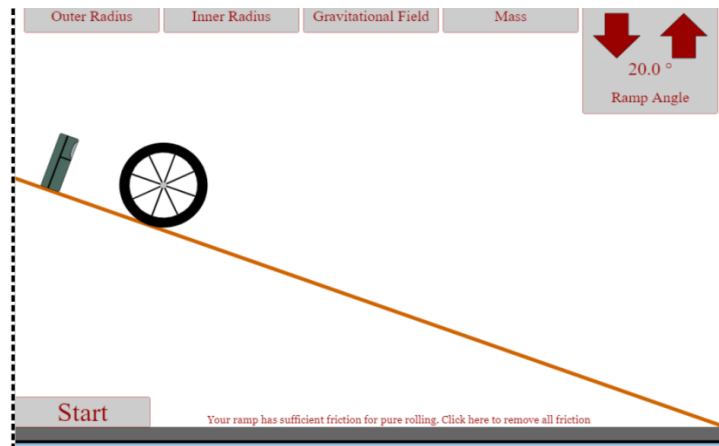 Outer Radius
Inner Radius
Gravitational Field
Mass
20.0 °
Ramp Angle
Start
Your ramp has sufficient friction for pure rolling. Click here to remove all friction